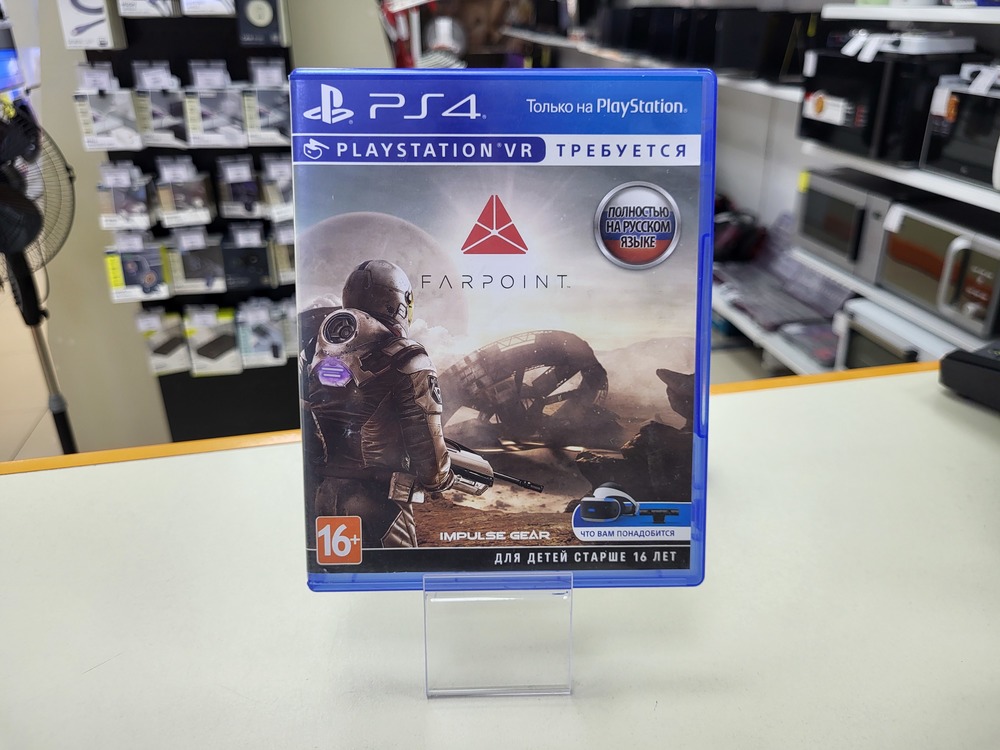 PS4
Только на PlayStation®
PLAYSTATION®VR ТРЕБУЕТСЯ
ПОЛНОСТЬЮ
НА РУССКОМ
ЯЗЫКЕ
FARPOINT™
16+
IMPULSE GEAR
ЧТО ВАМ ПОНАДОБИТСЯ
ДЛЯ ДЕТЕЙ СТАРШЕ 16 ЛЕТ